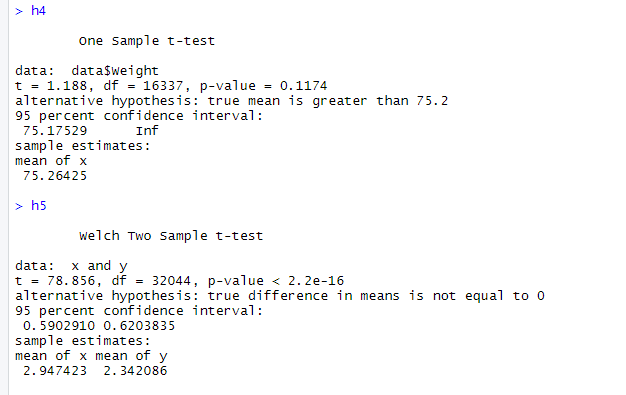 > h4
One Sample t-test
data:  data$Weight
t = 1.188, df = 16337, p-value = 0.1174
alternative hypothesis: true mean is greater than 75.2
95 percent confidence interval:
75.17529      Inf
sample estimates:
mean of x
75.26425
> h5
Welch Two Sample t-test
data:  x and y
t = 78.856, df = 32044, p-value < 2.2e-16
alternative hypothesis: true difference in means is not equal to 0
95 percent confidence interval:
0.5902910 0.6203835
sample estimates:
mean of x mean of y
2.947423  2.342086